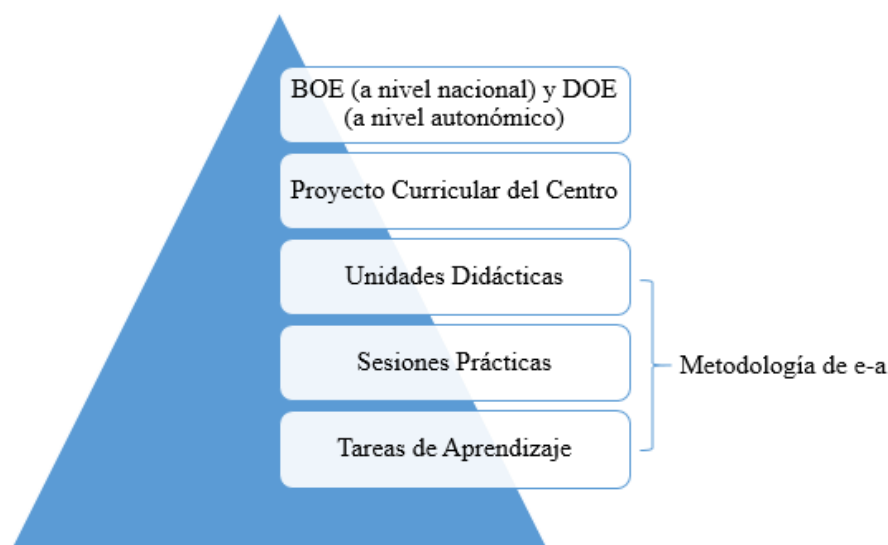 BOE (a nivel nacional) y DOE
(a nivel autonómico)
Proyecto Curricular del Centro
Unidades Didácticas
Sesiones Prácticas
Metodología de e-a
Tareas de Aprendizaje